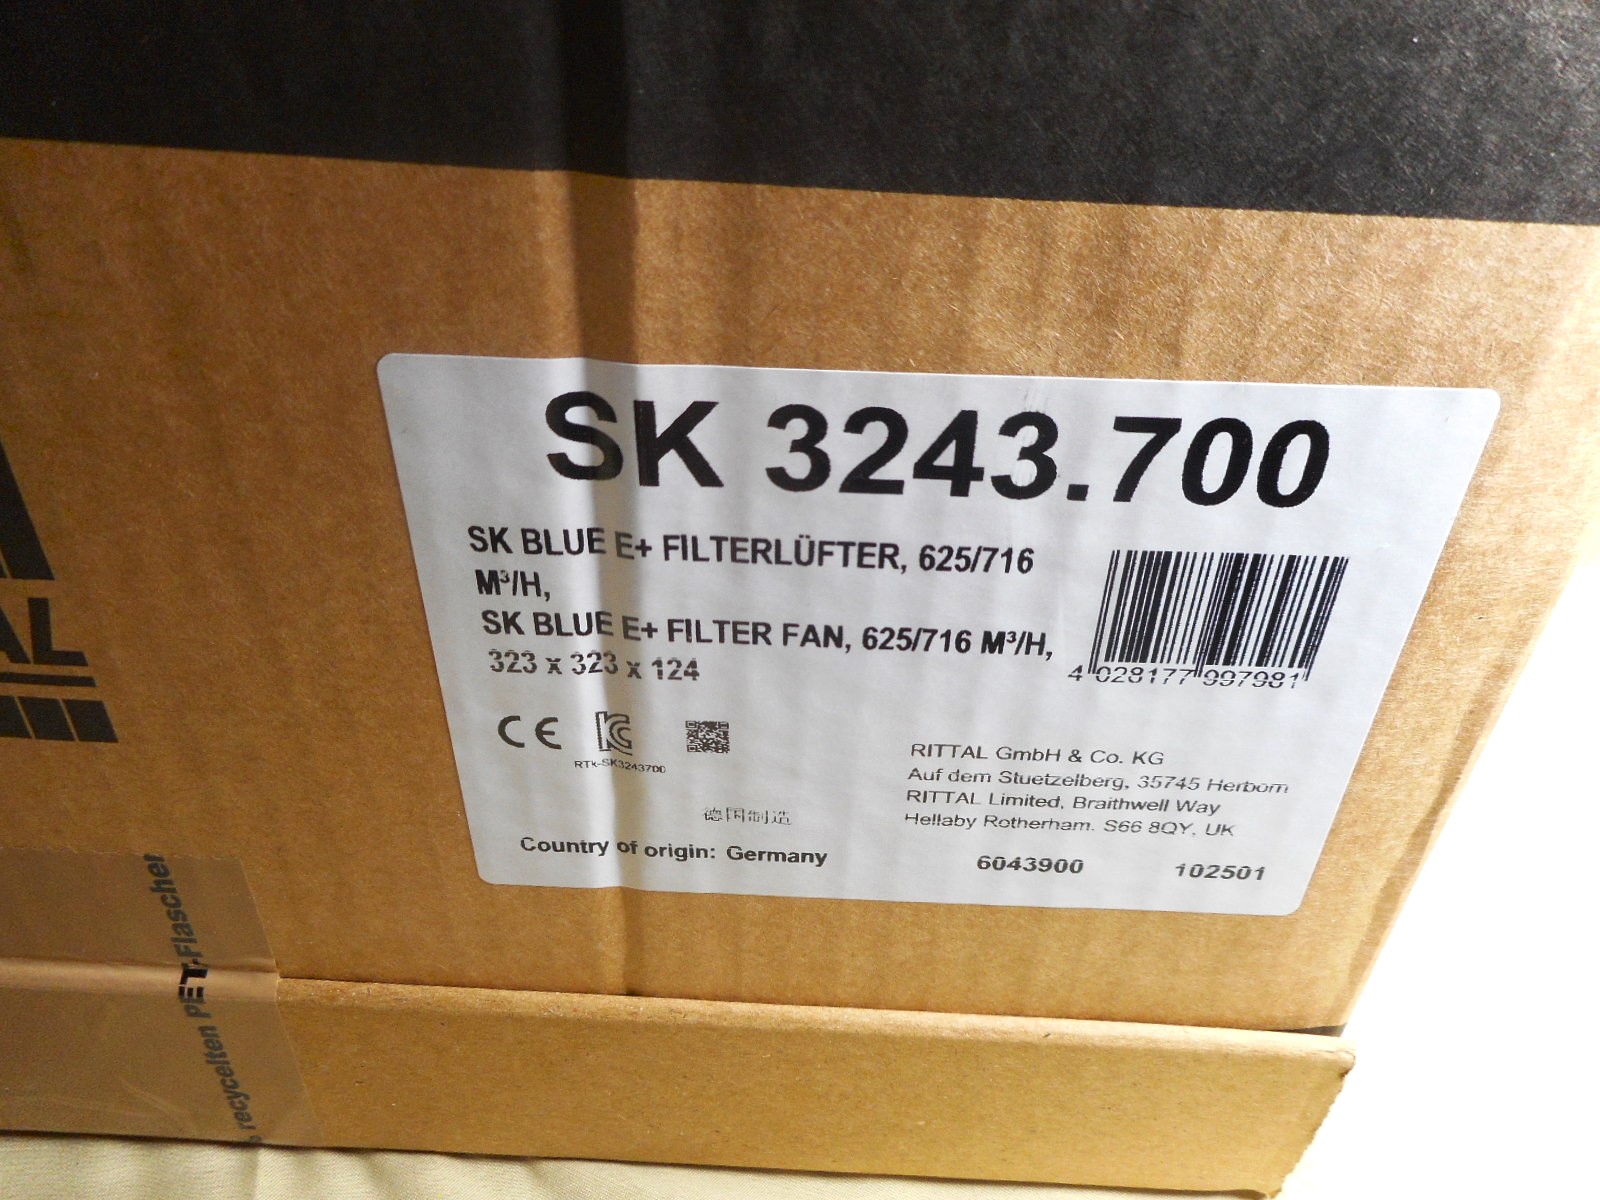 SK 3243.700
SK BLUE E+ FILTERLÜFTER, 625/716
M³/H,
SK BLUE E+ FILTER FAN, 625/716 M³/H,
323 x 323 x 124
4 028177 997981
CE
RTK-SK3243700
RITTAL GmbH & Co. KG
Auf dem Stuetzelberg, 35745 Herborn
RITTAL Limited, Braithwell Way
Hellaby Rotherham. S66 8QY, UK
德国制造
Country of origin: Germany
6043900
102501
AL
recycelten PET-Flaschen